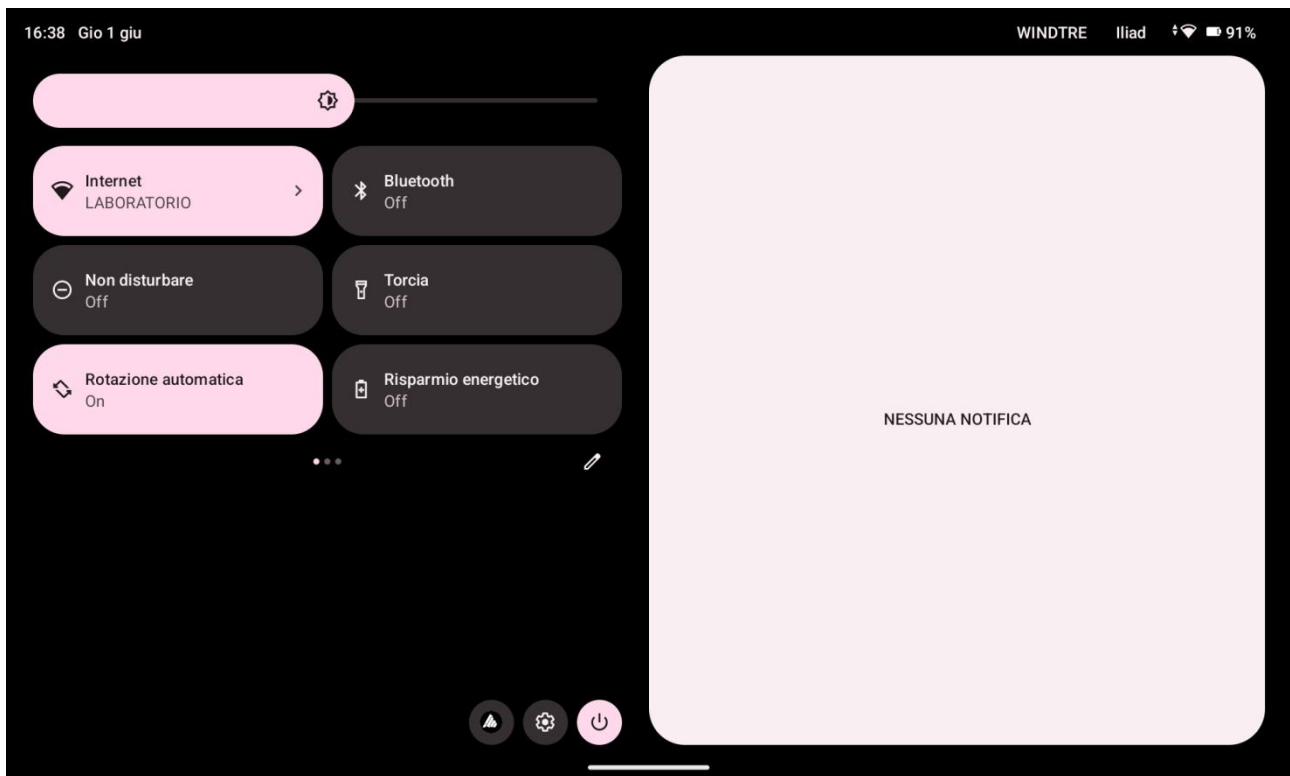 16:38 Gio 1 giu
WINDTRE Iliad 91%
Internet
LABORATORIO
Bluetooth
Off
Non disturbare
Off
Torcia
Off
Rotazione automatica
On
Risparmio energetico
Off
NESSUNA NOTIFICA